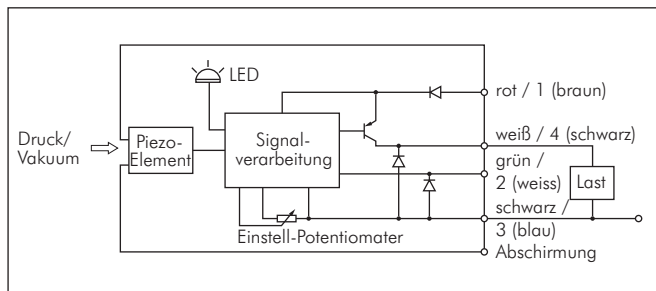 LED
rot / 1 (braun)
Druck/
Vakuum
Piezo-
Element
Signal-
verarbeitung
weiß / 4 (schwarz)
grün /
2 (weiss)
Last
schwarz /
3 (blau)
Einstell-Potentiomater
Abschirmung